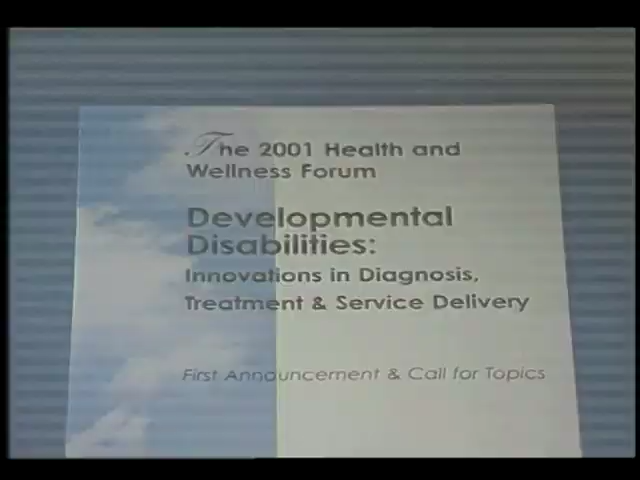 The 2001 Health and
Wellness Forum
Developmental
Disabilities:
Innovations in Diagnosis,
Treatment & Service Delivery
First Announcement & Call for Topics